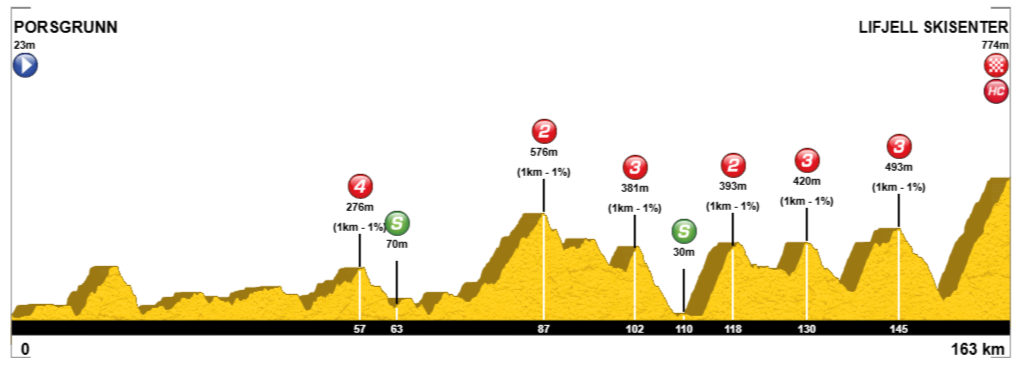 PORSGRUNN
23m
LIFJELL SKISENTER
774m
HC
4
276m
(1km - 1%)
S
70m
2
576m
(1km - 1%)
3
381m
(1km - 1%)
S
30m
2
393m
(1km - 1%)
3
420m
(1km - 1%)
3
493m
(1km - 1%)
57 63 87 102 110 118 130 145
0 163 km